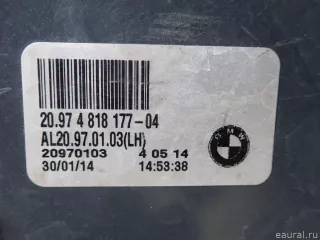 20.97 4 818 177-04
AL20.97.01.03(LH)
20970103 4 05 14
30/01/14 14:53:38
BMW
eaural.ru